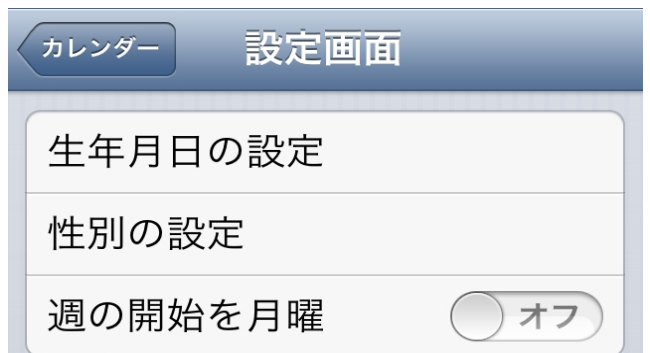 カレンダー
設定画面
生年月日の設定
性別の設定
週の開始を月曜
オフ